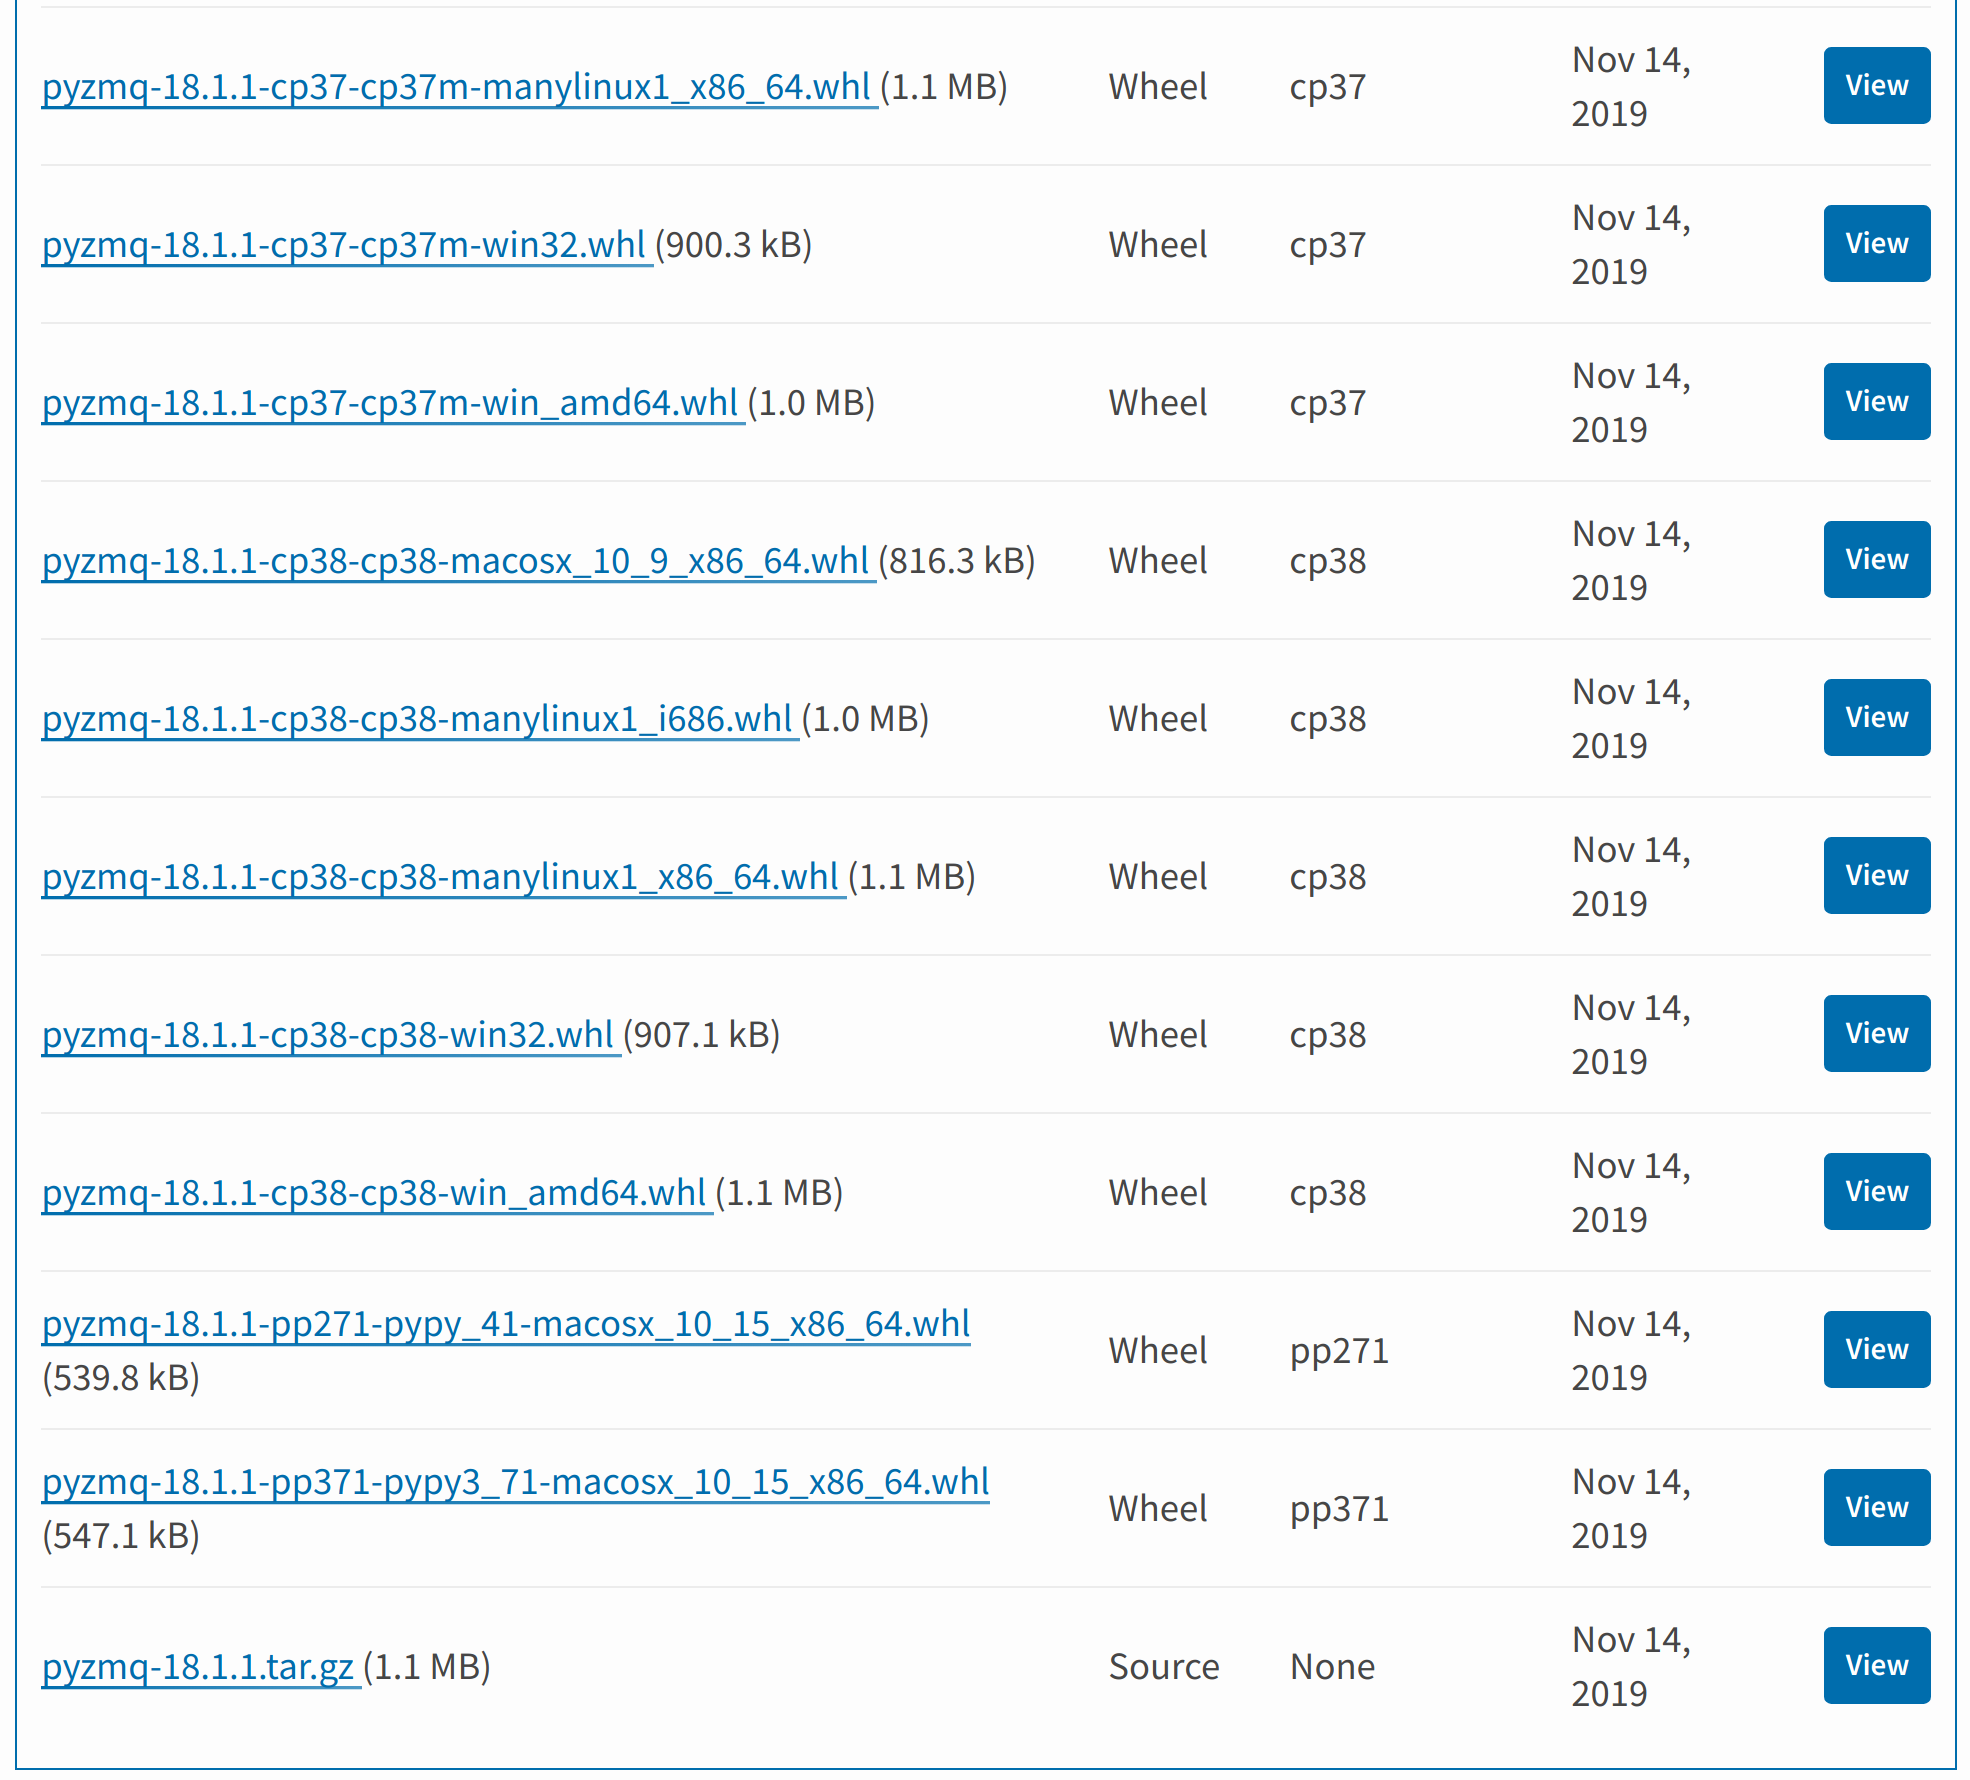 pyzmq-18.1.1-cp37-cp37m-manylinux1_x86_64.whl (1.1 MB) Wheel cp37 Nov 14, 2019 View
pyzmq-18.1.1-cp37-cp37m-win32.whl (900.3 kB) Wheel cp37 Nov 14, 2019 View
pyzmq-18.1.1-cp37-cp37m-win_amd64.whl (1.0 MB) Wheel cp37 Nov 14, 2019 View
pyzmq-18.1.1-cp38-cp38-macosx_10_9_x86_64.whl (816.3 kB) Wheel cp38 Nov 14, 2019 View
pyzmq-18.1.1-cp38-cp38-manylinux1_i686.whl (1.0 MB) Wheel cp38 Nov 14, 2019 View
pyzmq-18.1.1-cp38-cp38-manylinux1_x86_64.whl (1.1 MB) Wheel cp38 Nov 14, 2019 View
pyzmq-18.1.1-cp38-cp38-win32.whl (907.1 kB) Wheel cp38 Nov 14, 2019 View
pyzmq-18.1.1-cp38-cp38-win_amd64.whl (1.1 MB) Wheel cp38 Nov 14, 2019 View
pyzmq-18.1.1-pp271-pypy_41-macosx_10_15_x86_64.whl (539.8 kB) Wheel pp271 Nov 14, 2019 View
pyzmq-18.1.1-pp371-pypy3_71-macosx_10_15_x86_64.whl (547.1 kB) Wheel pp371 Nov 14, 2019 View
pyzmq-18.1.1.tar.gz (1.1 MB) Source None Nov 14, 2019 View